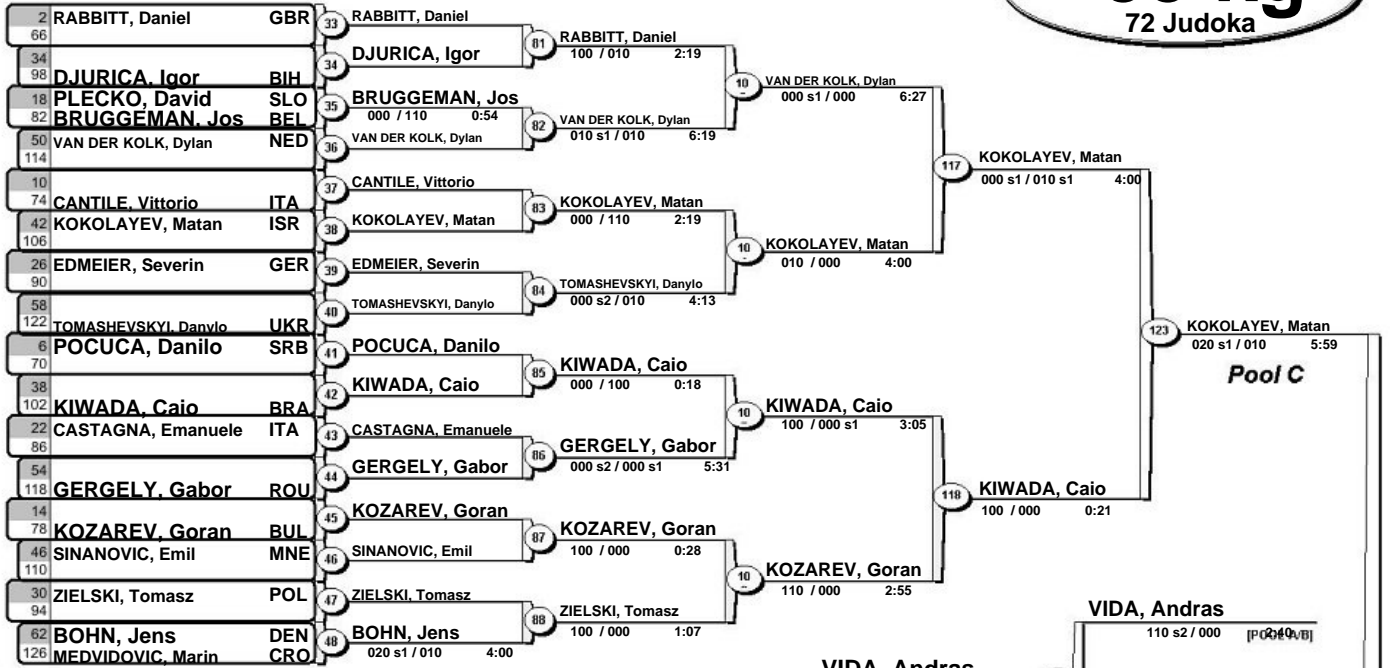 72 Judoka
2 RABBITT, Daniel GBR
66
34
98 DJURICA, Igor BIH
18 PLECKO, David SLO
82 BRUGGEMAN, Jos BEL
50 VAN DER KOLK, Dylan NED
114
10
74 CANTILE, Vittorio ITA
42 KOKOLAYEV, Matan ISR
106
26 EDMEIER, Severin GER
90
58
122 TOMASHEVSKYI, Danylo UKR
6 POCUCA, Danilo SRB
70
38
102 KIWADA, Caio BRA
22 CASTAGNA, Emanuele ITA
86
54
118 GERGELY, Gabor ROU
14
78 KOZAREV, Goran BUL
46 SINANOVIC, Emil MNE
110
30 ZIELSKI, Tomasz POL
94
62 BOHN, Jens DEN
126 MEDVIDOVIC, Marin CRO
33 RABBITT, Daniel
34 DJURICA, Igor
35 BRUGGEMAN, Jos
000 / 110 0:54
36 VAN DER KOLK, Dylan
37 CANTILE, Vittorio
38 KOKOLAYEV, Matan
39 EDMEIER, Severin
40 TOMASHEVSKYI, Danylo
41 POCUCA, Danilo
42 KIWADA, Caio
43 CASTAGNA, Emanuele
44 GERGELY, Gabor
45 KOZAREV, Goran
46 SINANOVIC, Emil
47 ZIELSKI, Tomasz
48 BOHN, Jens
020 s1 / 010 4:00
81 RABBITT, Daniel
100 / 010 2:19
82 VAN DER KOLK, Dylan
010 s1 / 010 6:19
83 KOKOLAYEV, Matan
000 / 110 2:19
84 TOMASHEVSKYI, Danylo
000 s2 / 010 4:13
85 KIWADA, Caio
000 / 100 0:18
86 GERGELY, Gabor
000 s2 / 000 s1 5:31
87 KOZAREV, Goran
100 / 000 0:28
88 ZIELSKI, Tomasz
100 / 000 1:07
10 VAN DER KOLK, Dylan
000 s1 / 000 6:27
10 KOKOLAYEV, Matan
010 / 000 4:00
10 KIWADA, Caio
100 / 000 s1 3:05
10 KOZAREV, Goran
110 / 000 2:55
117 KOKOLAYEV, Matan
000 s1 / 010 s1 4:00
118 KIWADA, Caio
100 / 000 0:21
123 KOKOLAYEV, Matan
020 s1 / 010 5:59
Pool C
VIDA, Andras
110 s2 / 000 2:40
VIDA, Andras